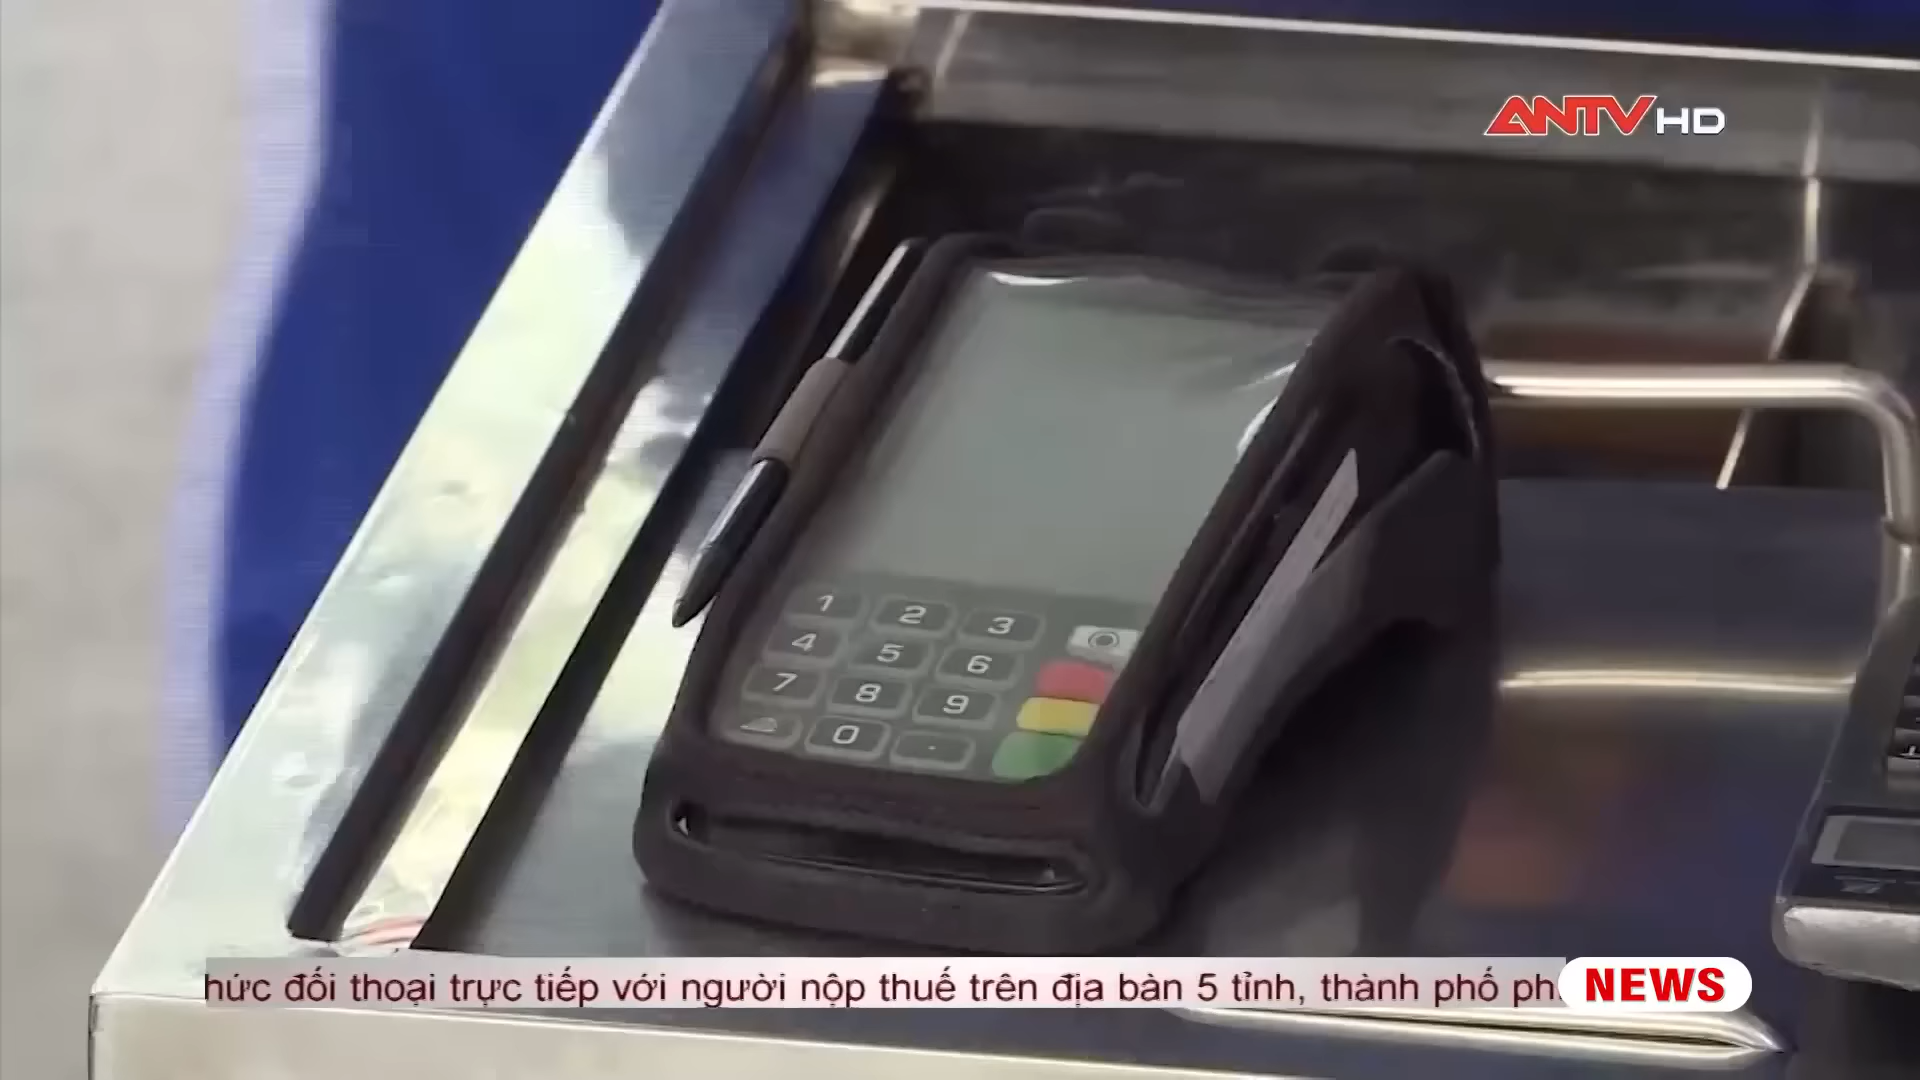 ANTV HD
1 2 3
4 5 6
7 8 9
0 .
hức đối thoại trực tiếp với người nộp thuế trên địa bàn 5 tỉnh, thành phố ph
NEWS